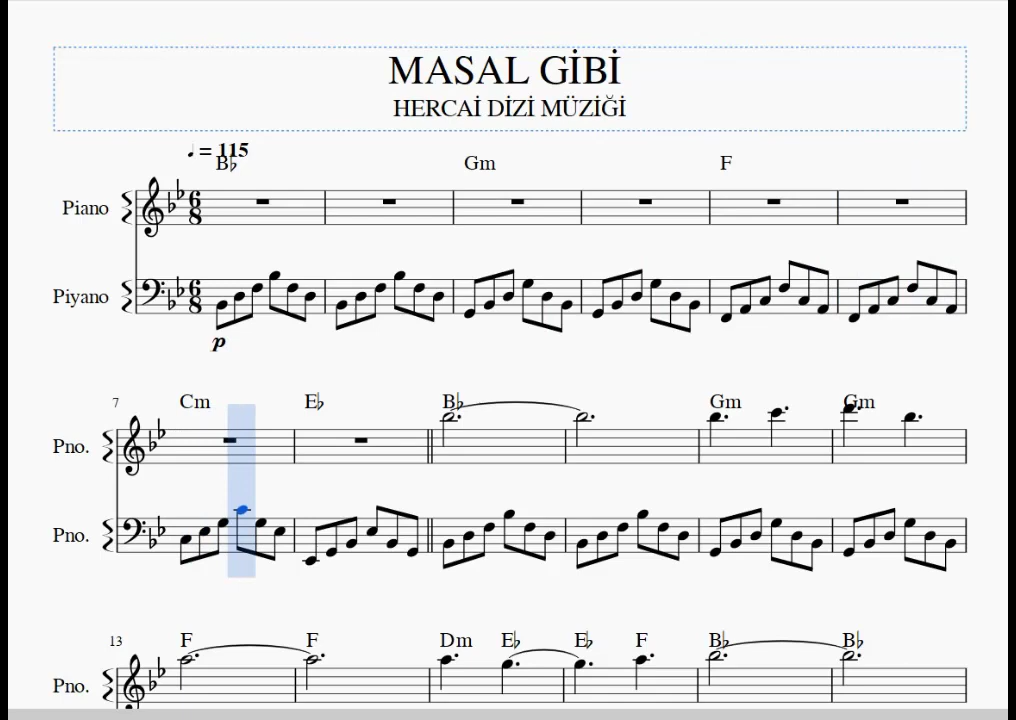 MASAL GİBİ
HERCAİ DİZİ MÜZİĞİ
♩. = 115
B♭ Gm F
Piano
Piyano
p
7
Cm E♭ B♭ Gm Gm
Pno.
Pno.
13
F F Dm E♭ E♭ F B♭ B♭
Pno.